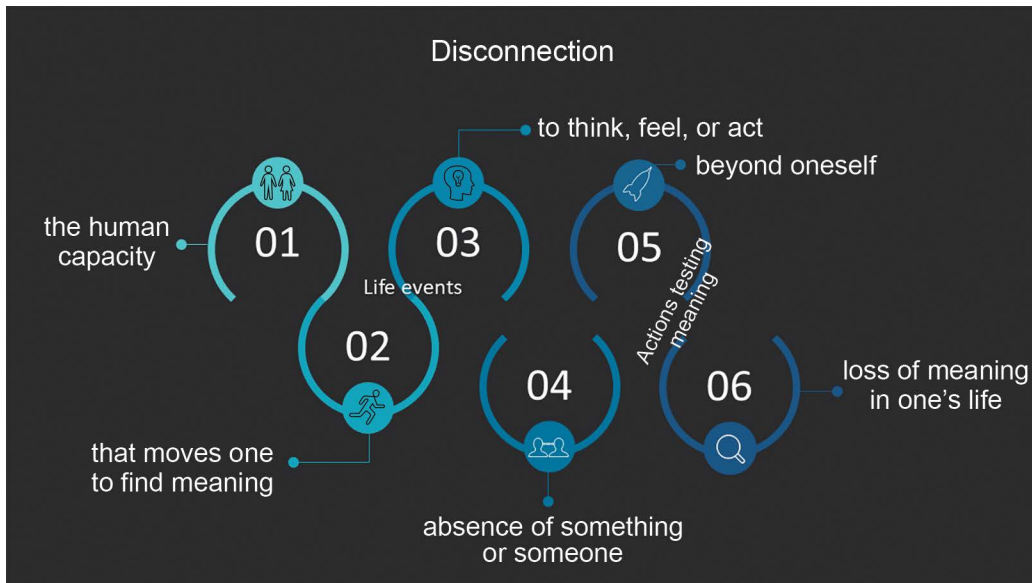 Disconnection
01
the human
capacity
Life events
02
that moves one
to find meaning
03
to think, feel, or act
04
absence of something
or someone
05
beyond oneself
Actions testing
meaning
06
loss of meaning
in one’s life